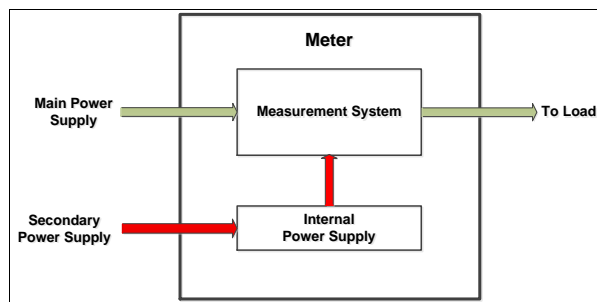 Meter
Main Power
Supply
Measurement System
To Load
Secondary
Power Supply
Internal
Power Supply